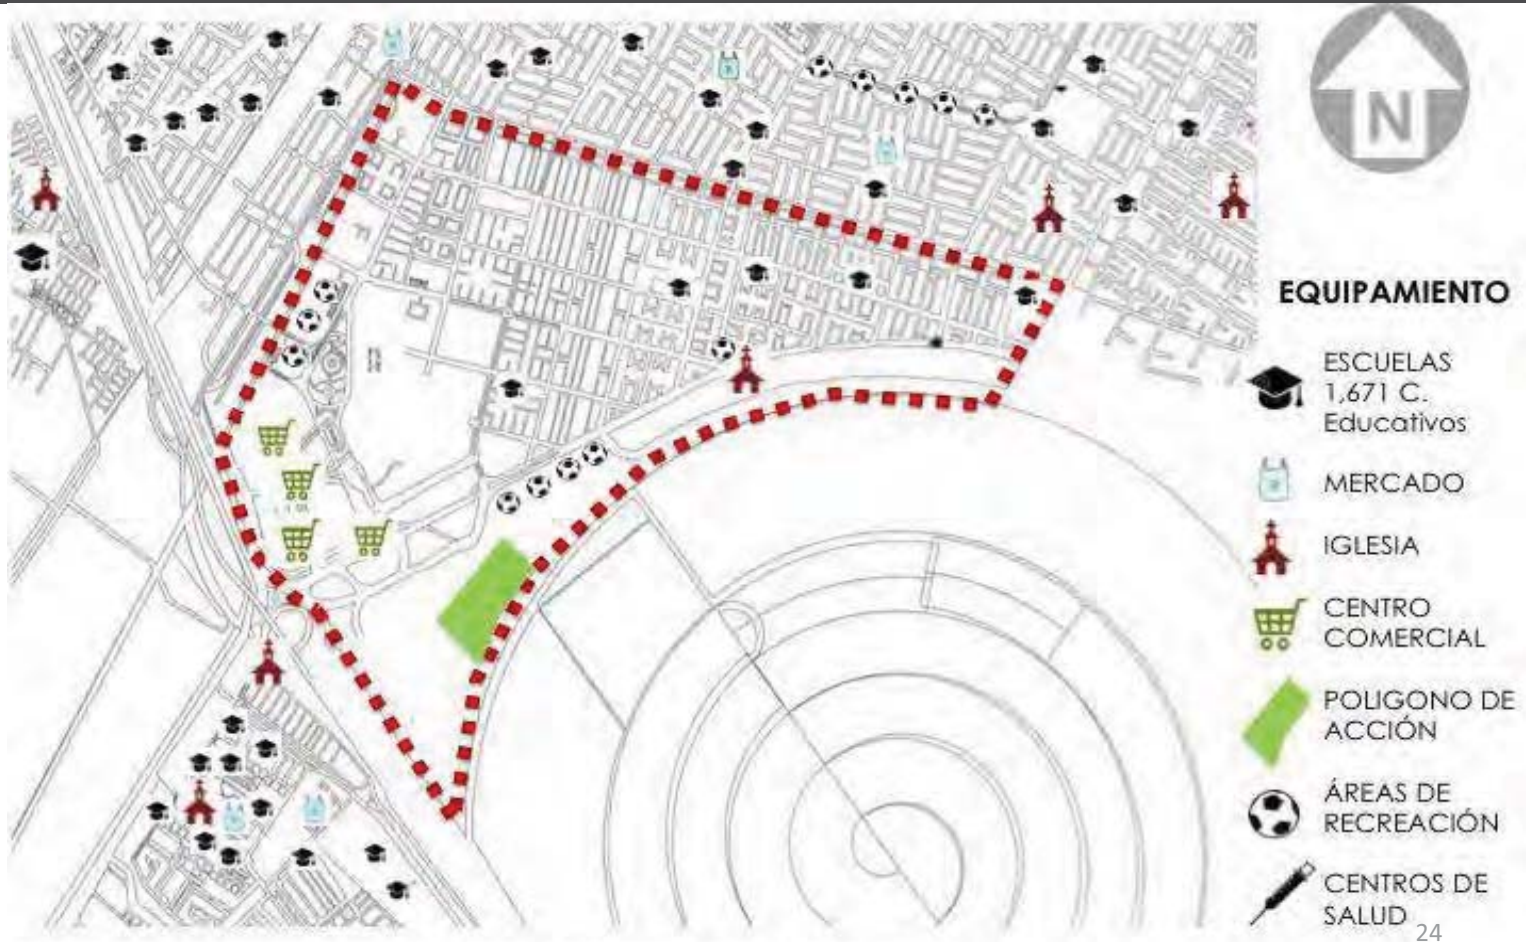 N
EQUIPAMIENTO
ESCUELAS
1,671 C.
Educativos
MERCADO
IGLESIA
CENTRO
COMERCIAL
POLIGONO DE
ACCIÓN
ÁREAS DE
RECREACIÓN
CENTROS DE
SALUD
24